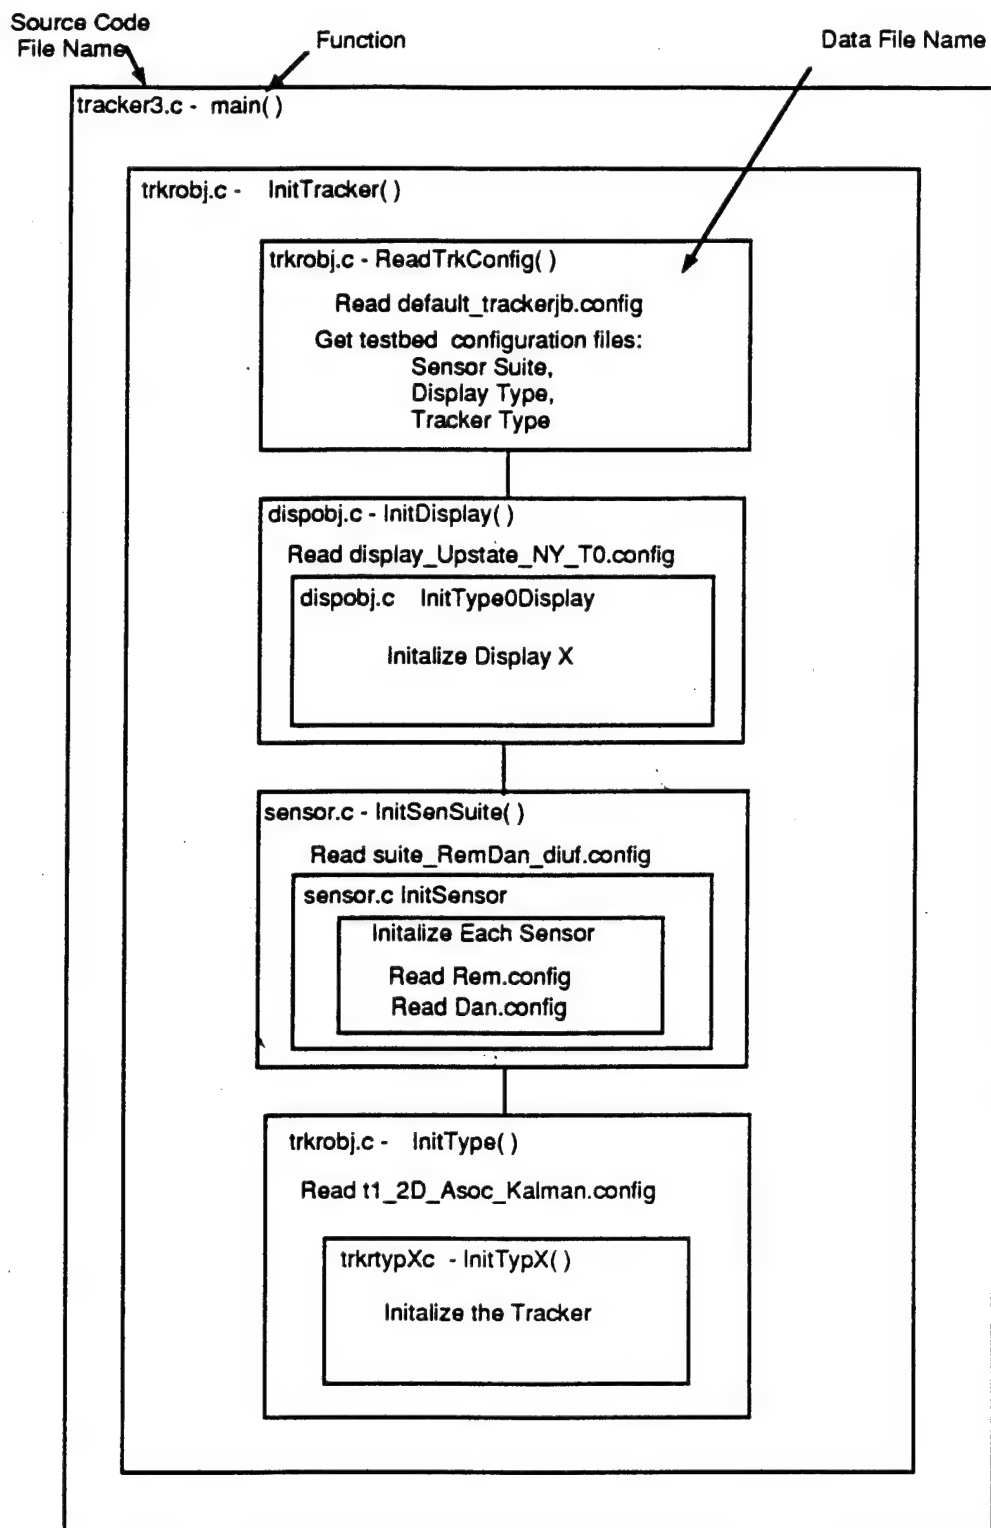 Source Code
File Name
Function
Data File Name
tracker3.c - main( )
trkrobj.c - InitTracker( )
trkrobj.c - ReadTrkConfig( )
Read default_trackerjb.config
Get testbed configuration files:
Sensor Suite,
Display Type,
Tracker Type
dispobj.c - InitDisplay( )
Read display_Upstate_NY_T0.config
dispobj.c InitType0Display
Initalize Display X
sensor.c - InitSenSuite( )
Read suite_RemDan_diuf.config
sensor.c InitSensor
Initalize Each Sensor
Read Rem.config
Read Dan.config
trkrobj.c - InitType( )
Read t1_2D_Asoc_Kalman.config
trkrtypXc - InitTypX( )
Initalize the Tracker